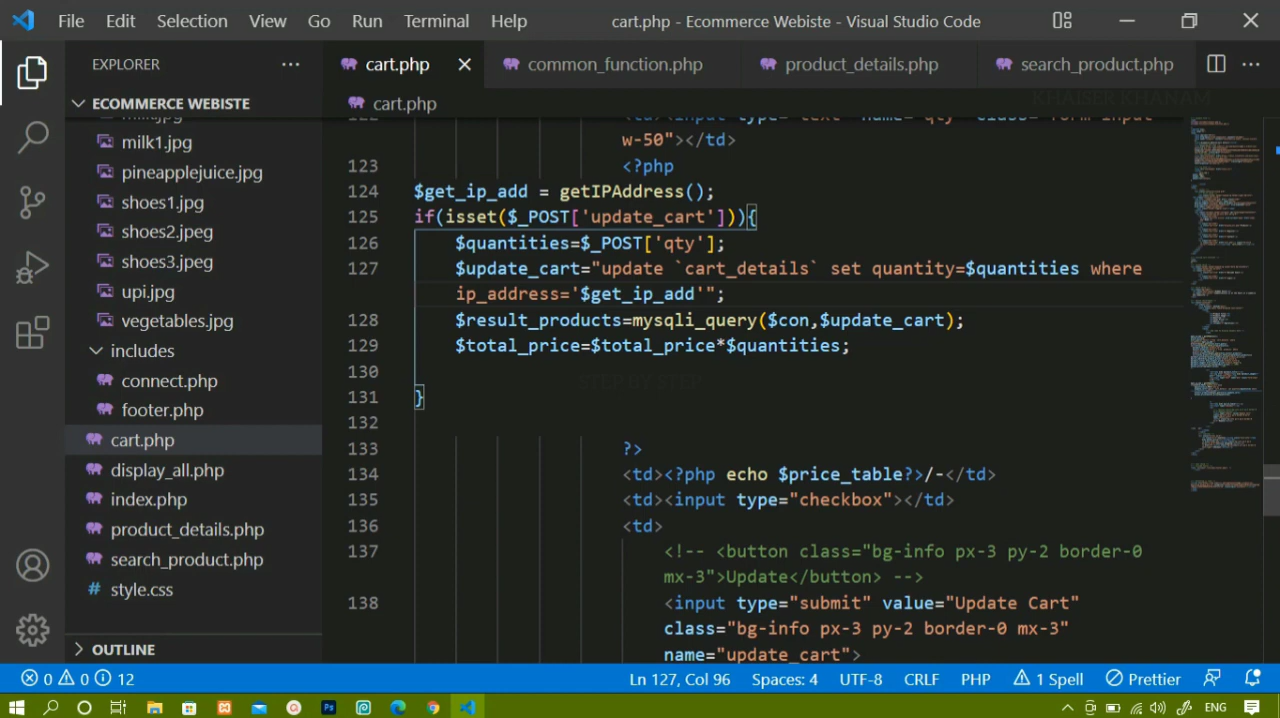 File Edit Selection View Go Run Terminal Help cart.php - Ecommerce Webiste - Visual Studio Code
EXPLORER ... cart.php common_function.php product_details.php search_product.php ...
ECOMMERCE WEBISTE
cart.php
KHAISER KHANAM
milk1.jpg
pineapplejuice.jpg
shoes1.jpg
shoes2.jpeg
shoes3.jpeg
upi.jpg
vegetables.jpg
includes
connect.php
footer.php
cart.php
display_all.php
index.php
product_details.php
search_product.php
# style.css
OUTLINE
w-50"></td>
123 <?php
124 $get_ip_add = getIPAddress();
125 if(isset($_POST['update_cart'])){
126 $quantities=$_POST['qty'];
127 $update_cart="update `cart_details` set quantity=$quantities where
ip_address='$get_ip_add'";
128 $result_products=mysqli_query($con,$update_cart);
129 $total_price=$total_price*$quantities;
130
STEP BY STEP
131 }
132
133 ?>
134 <td><?php echo $price_table?>/-</td>
135 <td><input type="checkbox"></td>
136 <td>
137 <!-- <button class="bg-info px-3 py-2 border-0
mx-3">Update</button> -->
138 <input type="submit" value="Update Cart"
class="bg-info px-3 py-2 border-0 mx-3"
name="update_cart">
0 0 12 Ln 127, Col 96 Spaces: 4 UTF-8 CRLF PHP 1 Spell Prettier
Ps ENG